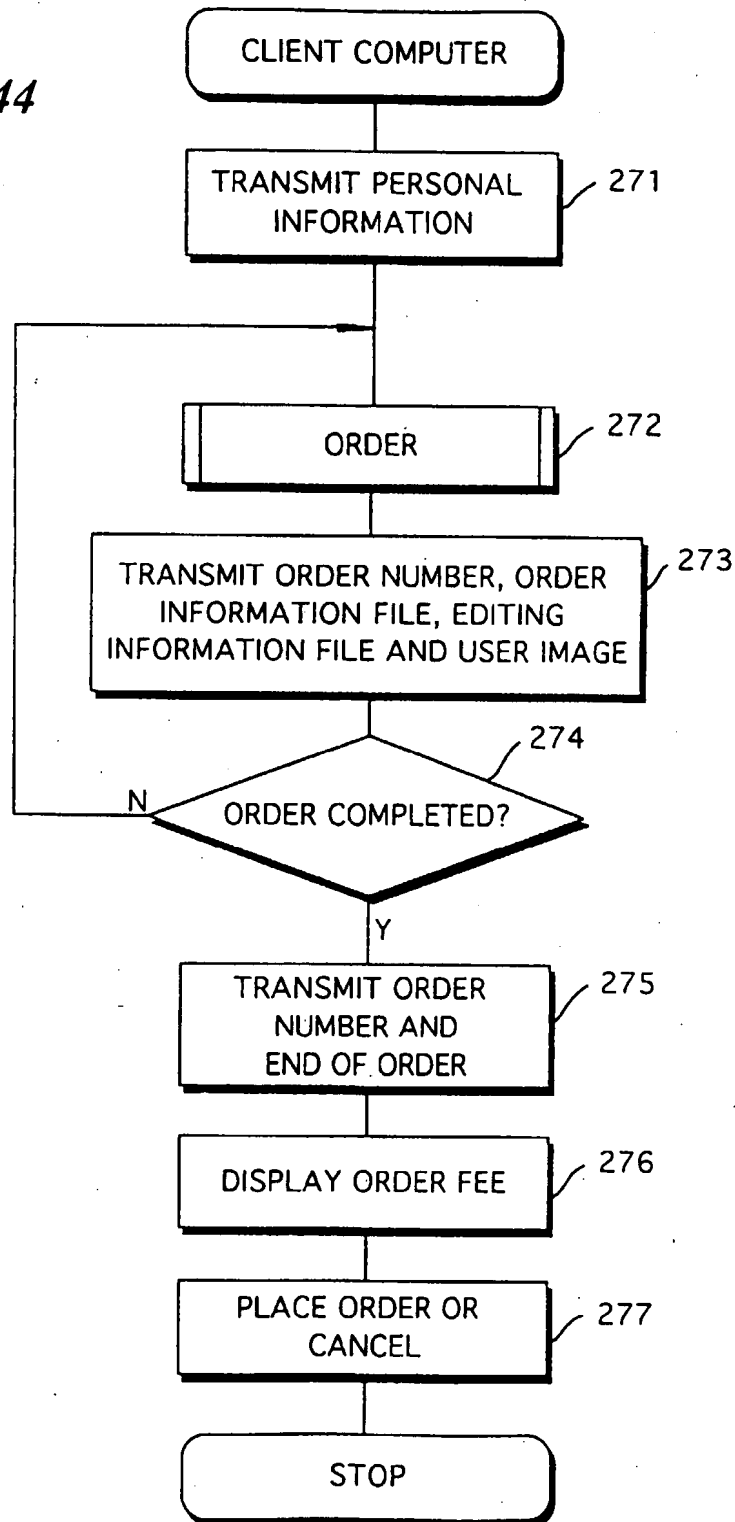 CLIENT COMPUTER
44
TRANSMIT PERSONAL
INFORMATION
271
ORDER
272
TRANSMIT ORDER NUMBER, ORDER
INFORMATION FILE, EDITING
INFORMATION FILE AND USER IMAGE
273
274
N
ORDER COMPLETED?
Y
TRANSMIT ORDER
NUMBER AND
END OF ORDER
275
DISPLAY ORDER FEE
276
PLACE ORDER OR
CANCEL
277
STOP